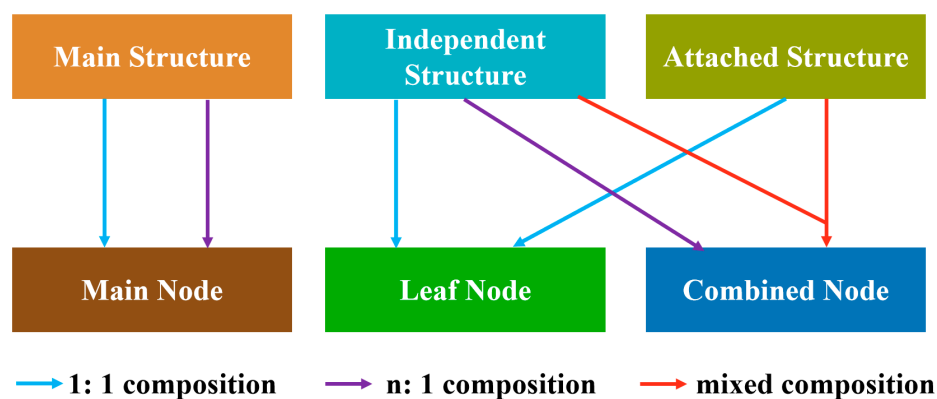 Main Structure
Independent
Structure
Attached Structure
Main Node
Leaf Node
Combined Node
1: 1 composition
n: 1 composition
mixed composition